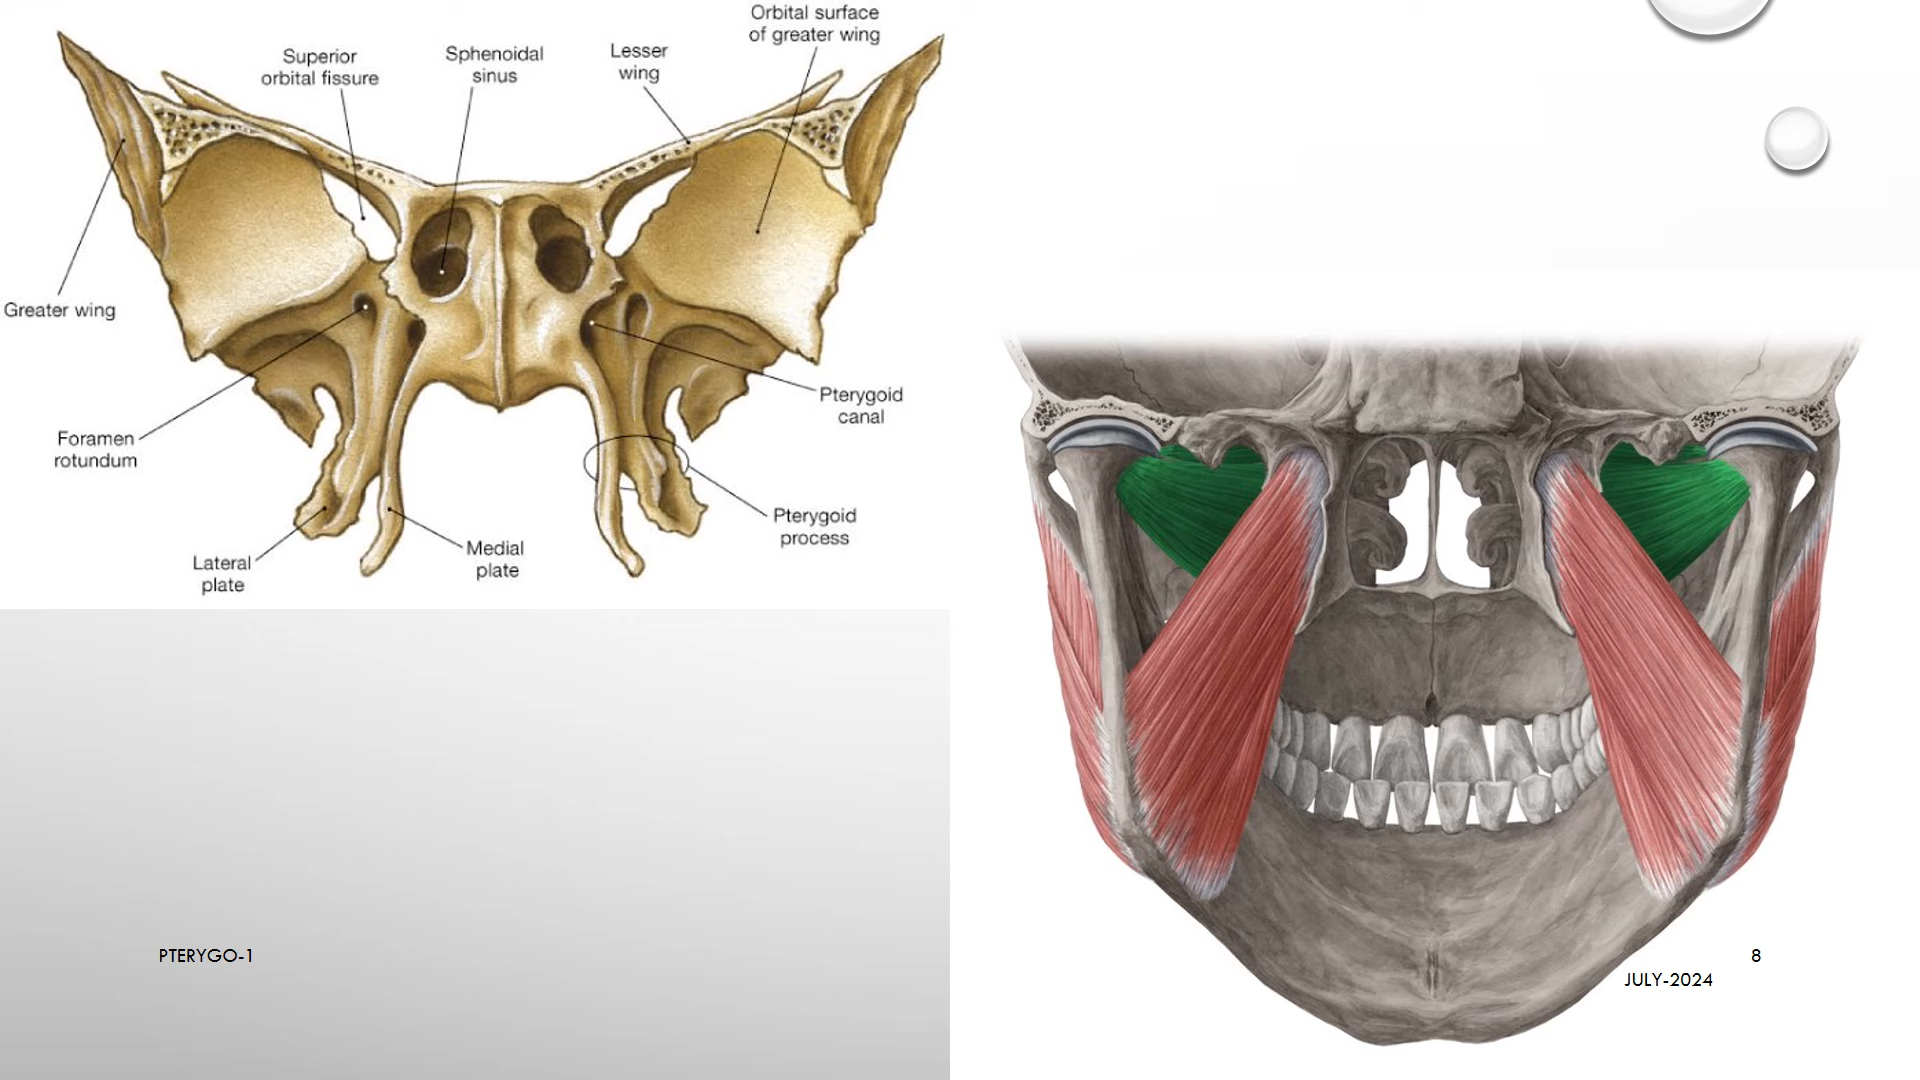 Orbital surface
of greater wing
Superior
orbital fissure
Sphenoidal
sinus
Lesser
wing
Greater wing
Pterygoid
canal
Foramen
rotundum
Pterygoid
process
Lateral
plate
Medial
plate
PTERYGO-1
8
JULY-2024